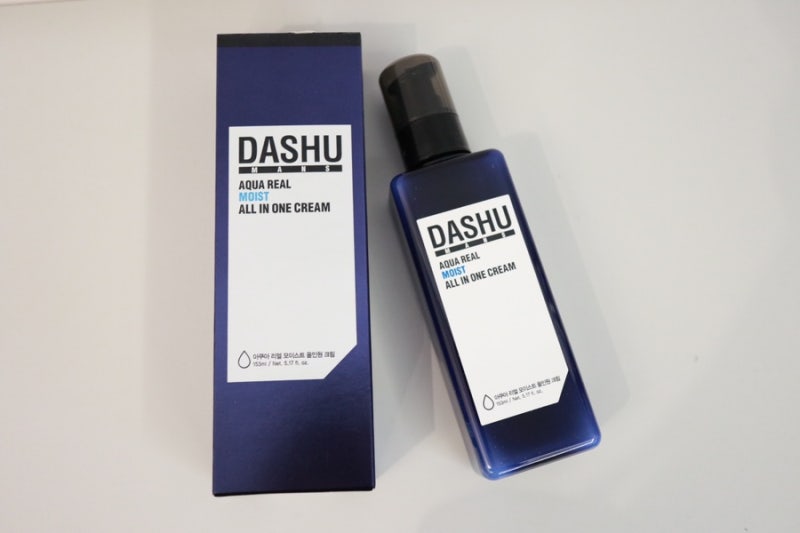 DASHU
MANS
AQUA REAL
MOIST
ALL IN ONE CREAM
아쿠아 리얼 모이스트 올인원 크림
153ml / Net. 5.17 fl. oz.
DASHU
MANS
AQUA REAL
MOIST
ALL IN ONE CREAM
아쿠아 리얼 모이스트 올인원 크림
153ml / Net. 5.17 fl. oz.